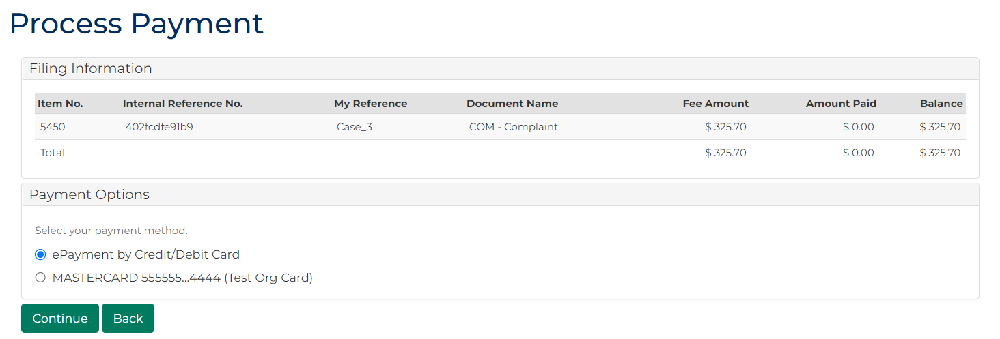 Process Payment
Filing Information
Item No. Internal Reference No. My Reference Document Name Fee Amount Amount Paid Balance
5450 402fcdfe91b9 Case_3 COM - Complaint $ 325.70 $ 0.00 $ 325.70
Total $ 325.70 $ 0.00 $ 325.70
Payment Options
Select your payment method.
ePayment by Credit/Debit Card
MASTERCARD 555555...4444 (Test Org Card)
Continue Back